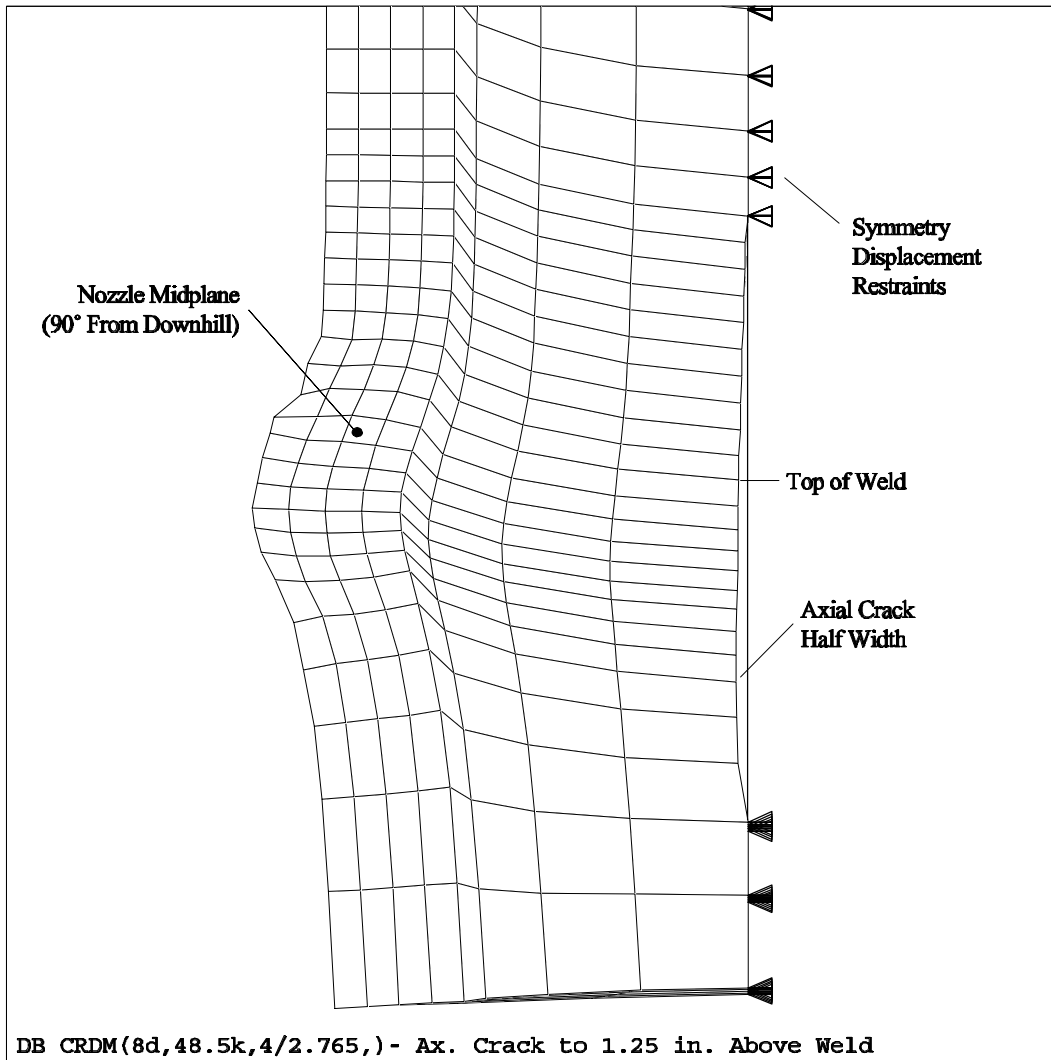 Symmetry
Displacement
Restraints
Nozzle Midplane
(90° From Downhill)
Top of Weld
Axial Crack
Half Width
DB CRDM(8d,48.5k,4/2.765,)- Ax. Crack to 1.25 in. Above Weld